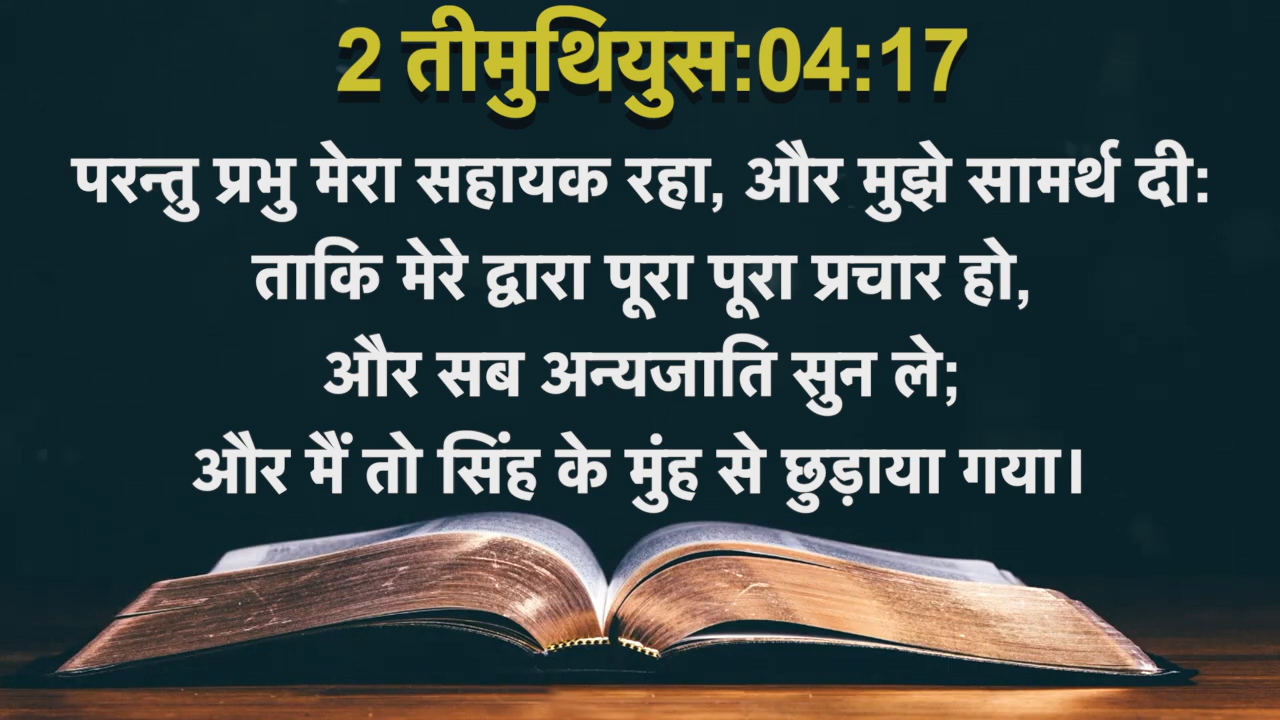 2 तीमुथियुस:04:17
परन्तु प्रभु मेरा सहायक रहा, और मुझे सामर्थ दी:
ताकि मेरे द्वारा पूरा पूरा प्रचार हो,
और सब अन्यजाति सुन ले;
और मैं तो सिंह के मुंह से छुड़ाया गया।